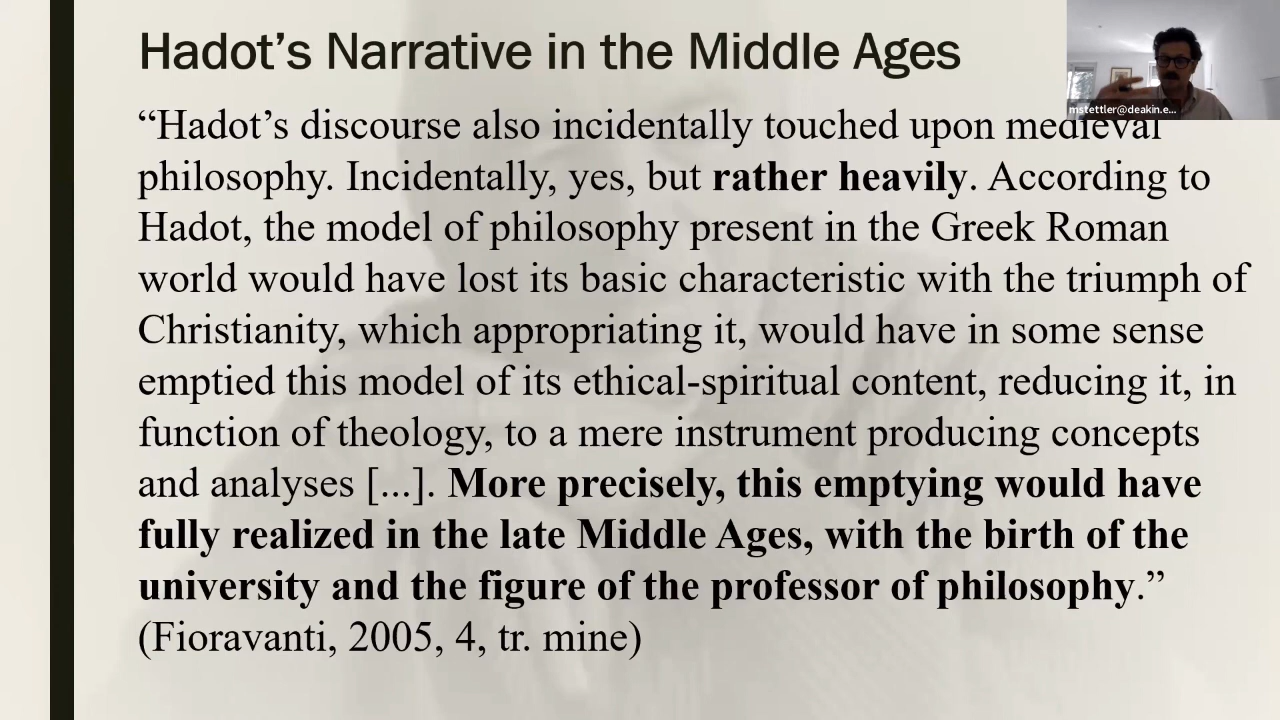 Hadot’s Narrative in the Middle Ages
mstettler@deakin.e...
“Hadot’s discourse also incidentally touched upon medieval
philosophy. Incidentally, yes, but rather heavily. According to
Hadot, the model of philosophy present in the Greek Roman
world would have lost its basic characteristic with the triumph of
Christianity, which appropriating it, would have in some sense
emptied this model of its ethical-spiritual content, reducing it, in
function of theology, to a mere instrument producing concepts
and analyses [...]. More precisely, this emptying would have
fully realized in the late Middle Ages, with the birth of the
university and the figure of the professor of philosophy.”
(Fioravanti, 2005, 4, tr. mine)